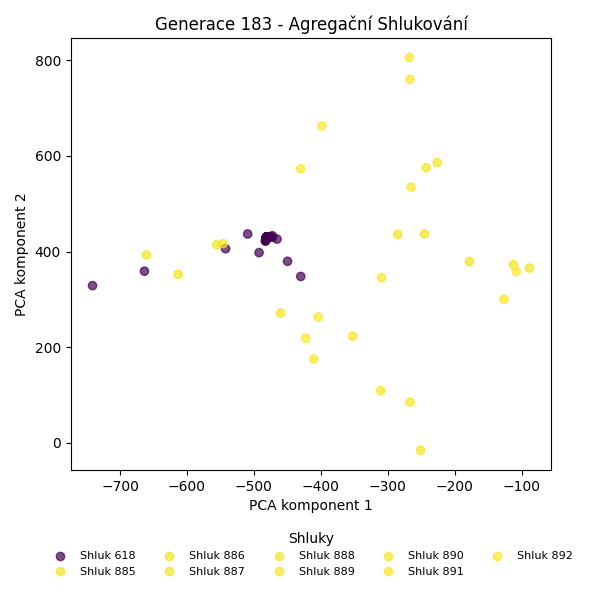 Generace 183 - Agregační Shlukování
800
600
400
200
0
PCA komponent 2
−700 −600 −500 −400 −300 −200 −100
PCA komponent 1
Shluky
Shluk 618 Shluk 886 Shluk 888 Shluk 890 Shluk 892
Shluk 885 Shluk 887 Shluk 889 Shluk 891